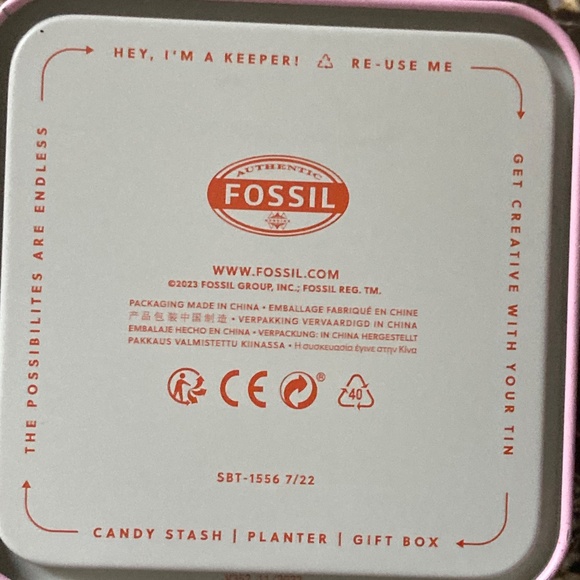 HEY, I'M A KEEPER! RE-USE ME
GET CREATIVE WITH YOUR TIN
CANDY STASH | PLANTER | GIFT BOX
THE POSSIBILITES ARE ENDLESS
AUTHENTIC
FOSSIL
WWW.FOSSIL.COM
©2023 FOSSIL GROUP, INC.; FOSSIL REG. TM.
PACKAGING MADE IN CHINA • EMBALLAGE FABRIQUÉ EN CHINE
产品包装中国制造 • VERPAKKING VERVAARDIGD IN CHINA
EMBALAJE HECHO EN CHINA • VERPACKUNG: IN CHINA HERGESTELLT
PAKKAUS VALMISTETTU KIINASSA • Η συσκευασία έγινε στην Κίνα
CE ® 40
SBT-1556 7/22